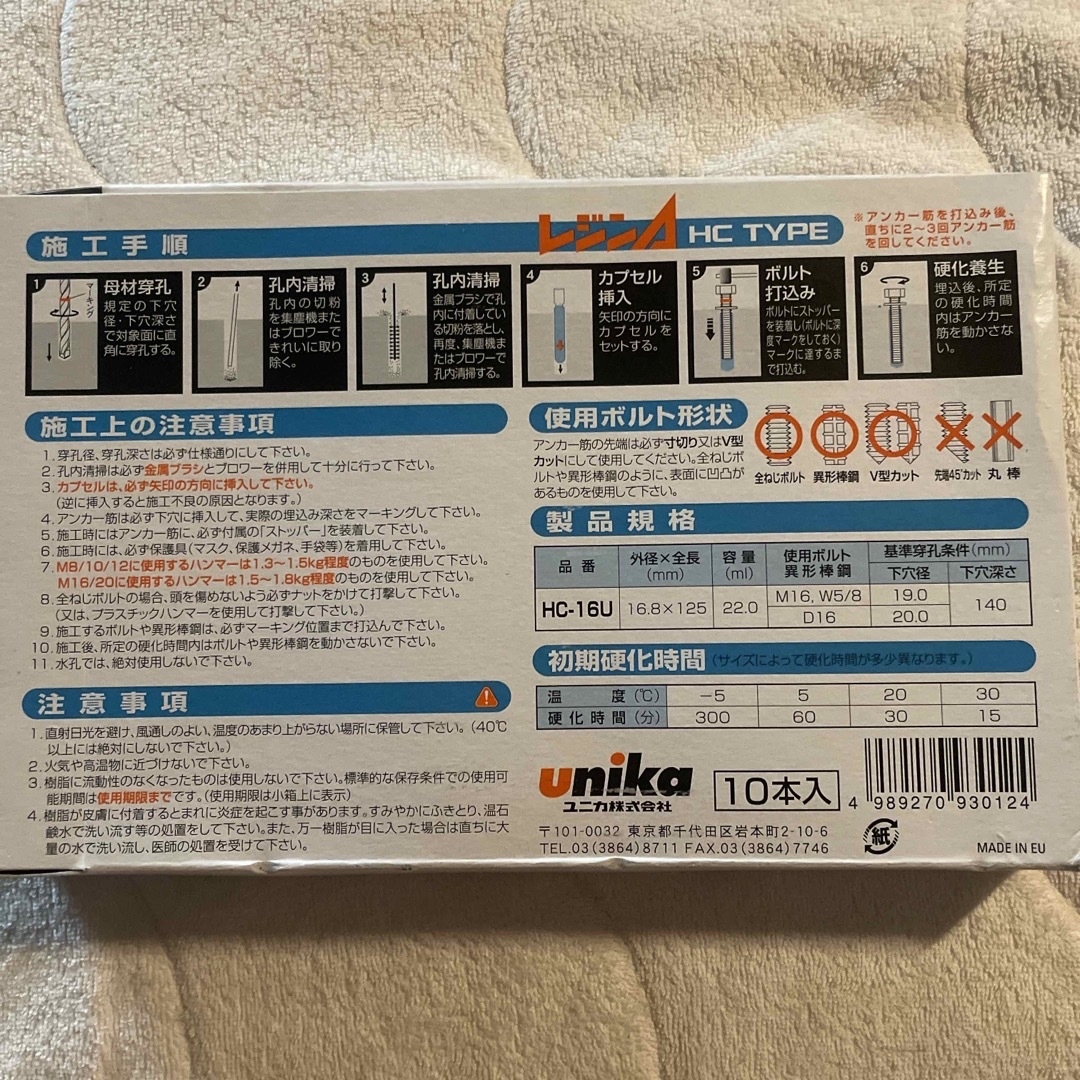 施工手順
レジンA HC TYPE
※アンカー筋を打込み後、
直ちに2～3回アンカー筋
を回してください。
1
マーキング
母材穿孔
規定の下穴
径・下穴深さ
で対象面に直
角に穿孔する。
2
孔内清掃
孔内の切粉
を集塵機また
はブロワーで
きれいに取り
除く。
3
孔内清掃
金属ブラシで孔
内に付着してい
る切粉を落とし、
再度、集塵機ま
たはブロワーで
孔内清掃する。
4
カプセル
挿入
矢印の方向に
カプセルを
セットする。
5
ボルト
打込み
ボルトにストッパー
を装着し(ボルトに深
度マークをしておく)
マークに達するま
で打込む。
6
硬化養生
埋込後、所定
の硬化時間
内はアンカー
筋を動かさな
い。
施工上の注意事項
1. 穿孔径、穿孔深さは必ず仕様通りにして下さい。
2. 孔内清掃は必ず金属ブラシとブロワーを併用して十分に行って下さい。
3. カプセルは、必ず矢印の方向に挿入して下さい。
(逆に挿入すると施工不良の原因となります。)
4. アンカー筋は必ず下穴に挿入して、実際の埋込み深さをマーキングして下さい。
5. 施工時にはアンカー筋に、必ず付属の「ストッパー」を装着して下さい。
6. 施工時には、必ず保護具(マスク、保護メガネ、手袋等)を着用して下さい。
7. M8/10/12に使用するハンマーは1.3～1.5kg程度のものを使用して下さい。
M16/20に使用するハンマーは1.5～1.8kg程度のものを使用して下さい。
8. 全ねじボルトの場合、頭を傷めないよう必ずナットをかけて打撃して下さい。
(又は、プラスチックハンマーを使用して打撃して下さい。)
9. 施工するボルトや異形棒鋼は、必ずマーキング位置まで打込んで下さい。
10. 施工後、所定の硬化時間内はボルトや異形棒鋼を動かさないで下さい。
11. 水孔では、絶対使用しないで下さい。
注意事項
1. 直射日光を避け、風通しのよい、温度のあまり上がらない場所に保管して下さい。(40℃
以上には絶対にしないで下さい。)
2. 火気や高温物に近づけないで下さい。
3. 樹脂に流動性のなくなったものは使用しないで下さい。標準的な保存条件での使用可
能期間は使用期限までです。(使用期限は小箱上に表示)
4. 樹脂が皮膚に付着するとまれに炎症を起こす事があります。すみやかにふきとり、温石
鹸水で洗い流す等の処置をして下さい。また、万一樹脂が目に入った場合は直ちに大
量の水で洗い流し、医師の処置を受けて下さい。
使用ボルト形状
アンカー筋の先端は必ず寸切り又はV型
カットにして使用してください。全ねじボ
ルトや異形棒鋼のように、表面に凹凸が
あるものを使用して下さい。
全ねじボルト 異形棒鋼 V型カット 先端45°カット 丸棒
製品規格
品番 外径×全長(mm) 容量(ml) 使用ボルト異形棒鋼 基準穿孔条件(mm)
下穴径 下穴深さ
HC-16U 16.8×125 22.0 M16, W5/8 19.0 140
D16 20.0
初期硬化時間 (サイズによって硬化時間が多少異なります。)
温度(℃) −5 5 20 30
硬化時間(分) 300 60 30 15
unika
ユニカ株式会社
10本入
4 989270 930124
〒101-0032 東京都千代田区岩本町2-10-6
TEL.03(3864)8711 FAX.03(3864)7746
紙
MADE IN EU